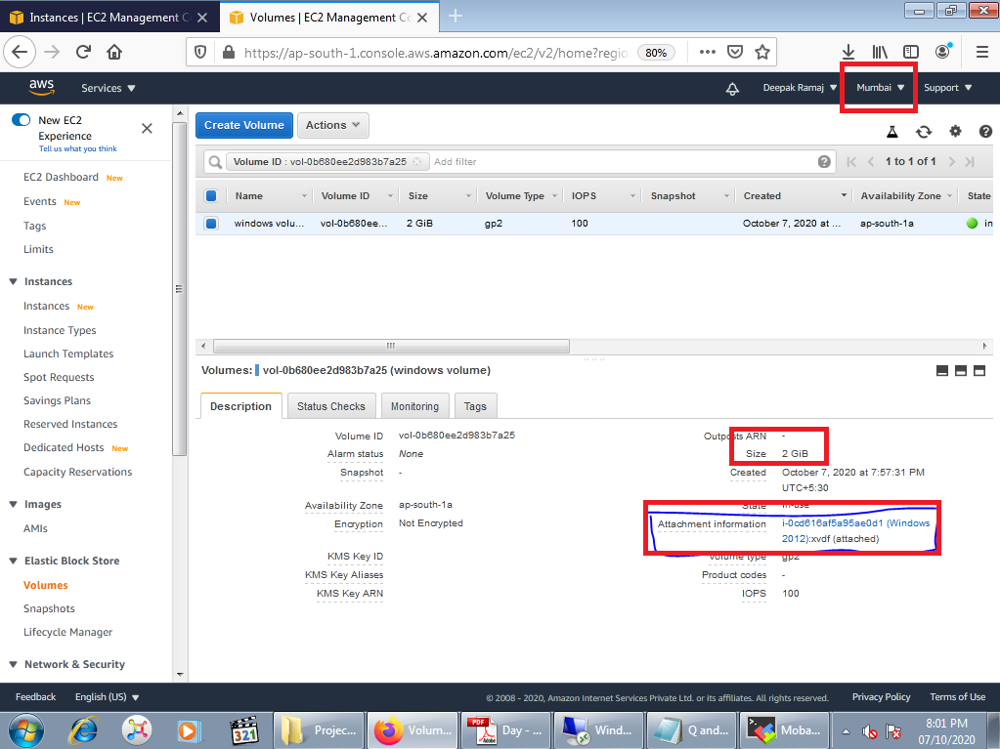 Instances | EC2 Management C
Volumes | EC2 Management Co
https://ap-south-1.console.aws.amazon.com/ec2/v2/home?regio
80%
aws
Services
Deepak Ramaj
Mumbai
Support
New EC2
Experience
Tell us what you think
EC2 Dashboard New
Events New
Tags
Limits
Instances
Instances New
Instance Types
Launch Templates
Spot Requests
Savings Plans
Reserved Instances
Dedicated Hosts New
Capacity Reservations
Images
AMIs
Elastic Block Store
Volumes
Snapshots
Lifecycle Manager
Network & Security
Create Volume
Actions
Volume ID : vol-0b680ee2d983b7a25
Add filter
1 to 1 of 1
Name Volume ID Size Volume Type IOPS Snapshot Created Availability Zone State
windows volu... vol-0b680ee... 2 GiB gp2 100 October 7, 2020 at ... ap-south-1a in
Volumes: vol-0b680ee2d983b7a25 (windows volume)
Description Status Checks Monitoring Tags
Volume ID vol-0b680ee2d983b7a25
Alarm status None
Snapshot -
Availability Zone ap-south-1a
Encryption Not Encrypted
KMS Key ID
KMS Key Aliases
KMS Key ARN
Outposts ARN -
Size 2 GiB
Created October 7, 2020 at 7:57:31 PM
UTC+5:30
State in-use
Attachment information i-0cd616af5a95ae0d1 (Windows
2012):xvdf (attached)
Volume type gp2
Product codes -
IOPS 100
Feedback English (US)
© 2008 - 2020, Amazon Internet Services Private Ltd. or its affiliates. All rights reserved.
Privacy Policy Terms of Use
321
Projec...
Volum...
PDF
Adobe
Day - ...
Wind...
Q and...
Moba...
8:01 PM
07/10/2020